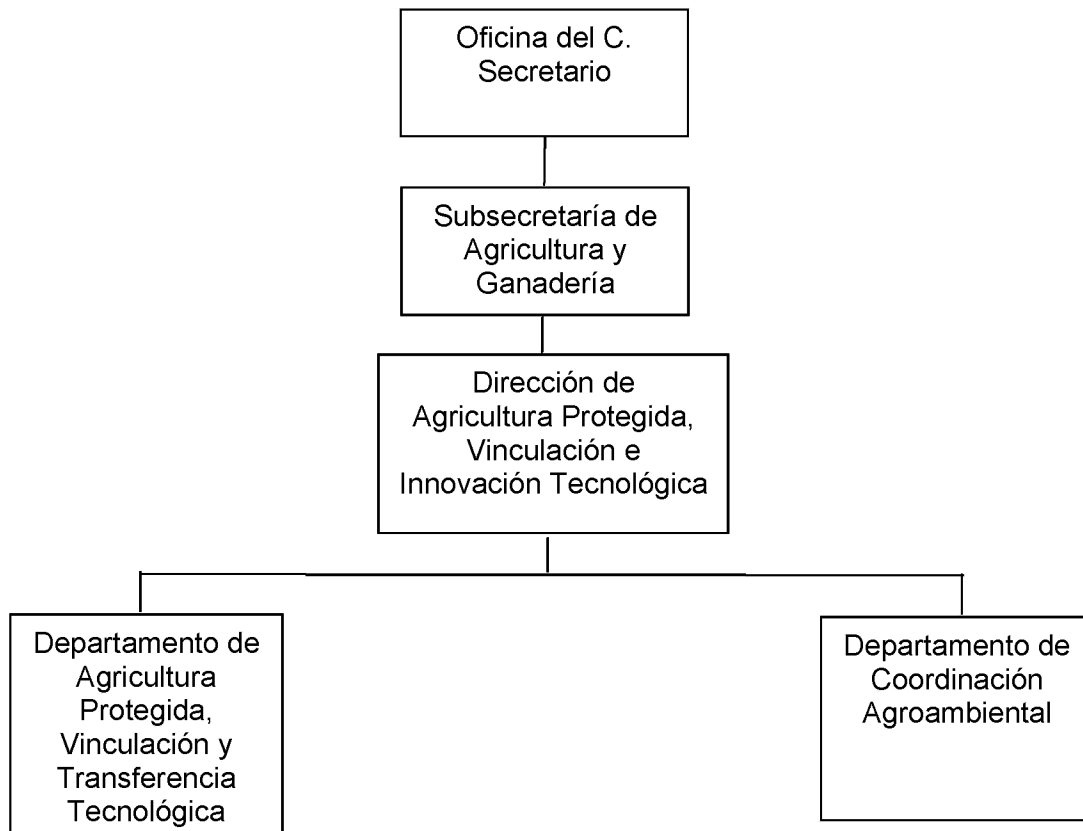 Oficina del C.
Secretario
Subsecretaría de
Agricultura y
Ganadería
Dirección de
Agricultura Protegida,
Vinculación e
Innovación Tecnológica
Departamento de
Agricultura
Protegida,
Vinculación y
Transferencia
Tecnológica
Departamento de
Coordinación
Agroambiental